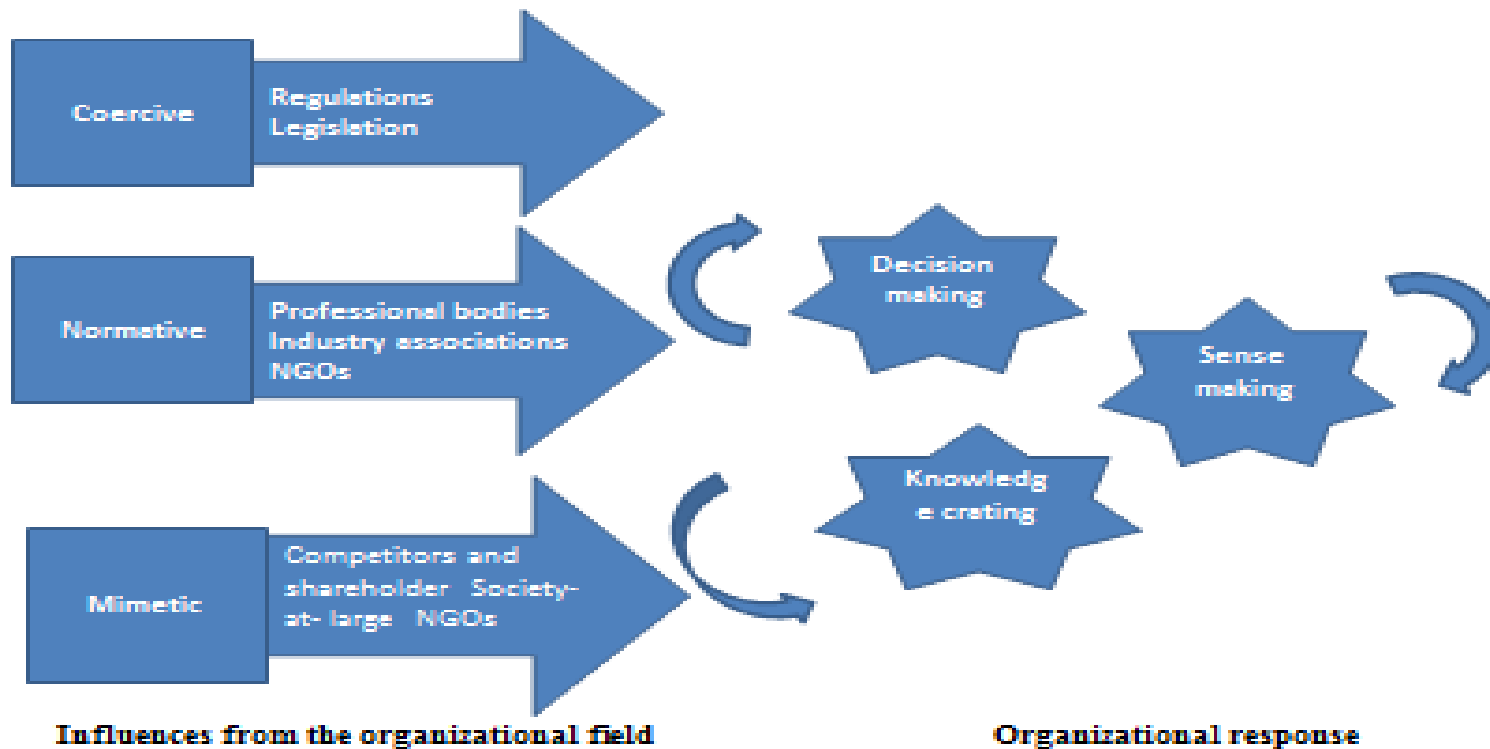 Coercive
Regulations
Legislation
Normative
Professional bodies
Industry associations
NGOs
Mimetic
Competitors and
shareholder Society-
at- large NGOs
Decision
making
Sense
making
Knowledg
e crating
Influences from the organizational field
Organizational response